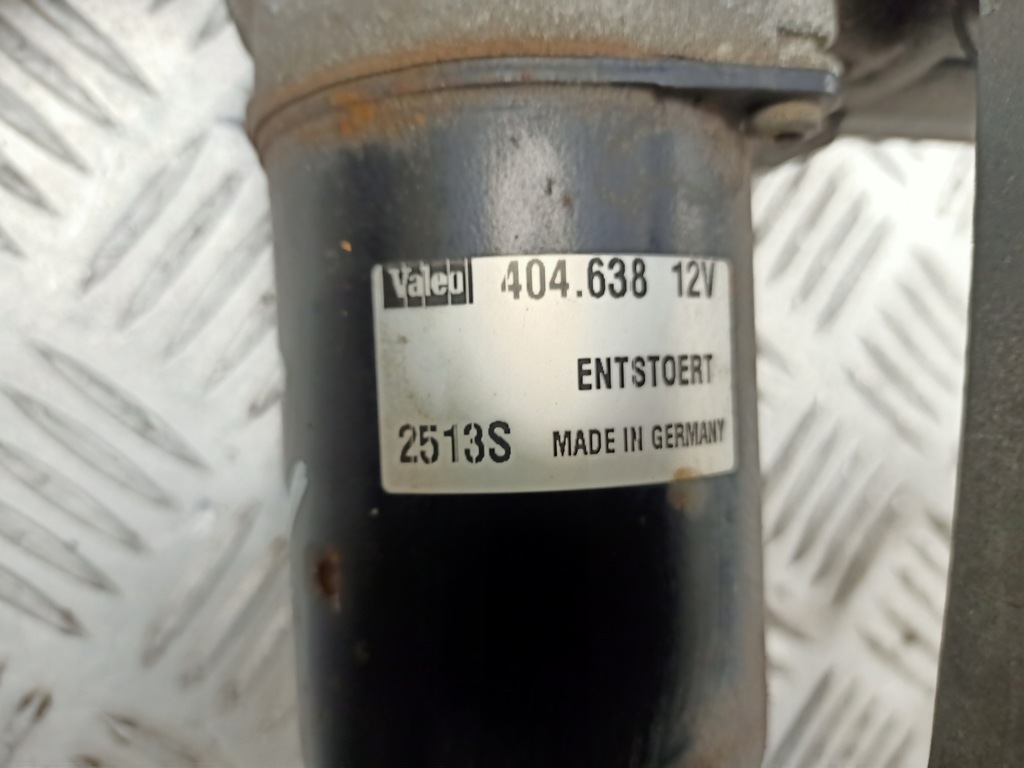 Valeo 404.638 12V
ENTSTOERT
2513S MADE IN GERMANY